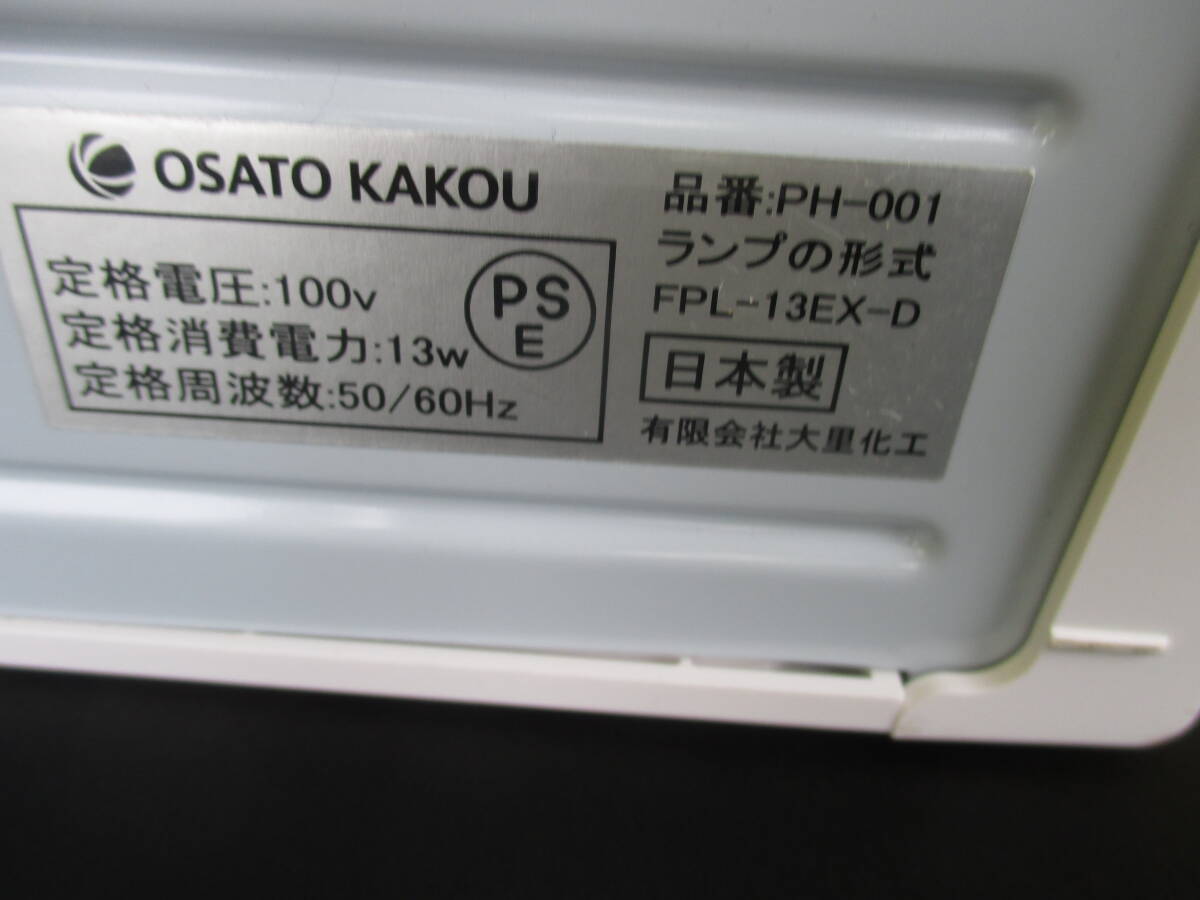 OSATO KAKOU
定格電圧:100v
定格消費電力:13w
定格周波数:50/60Hz
PS
E
品番:PH-001
ランプの形式
FPL-13EX-D
日本製
有限会社大里化工